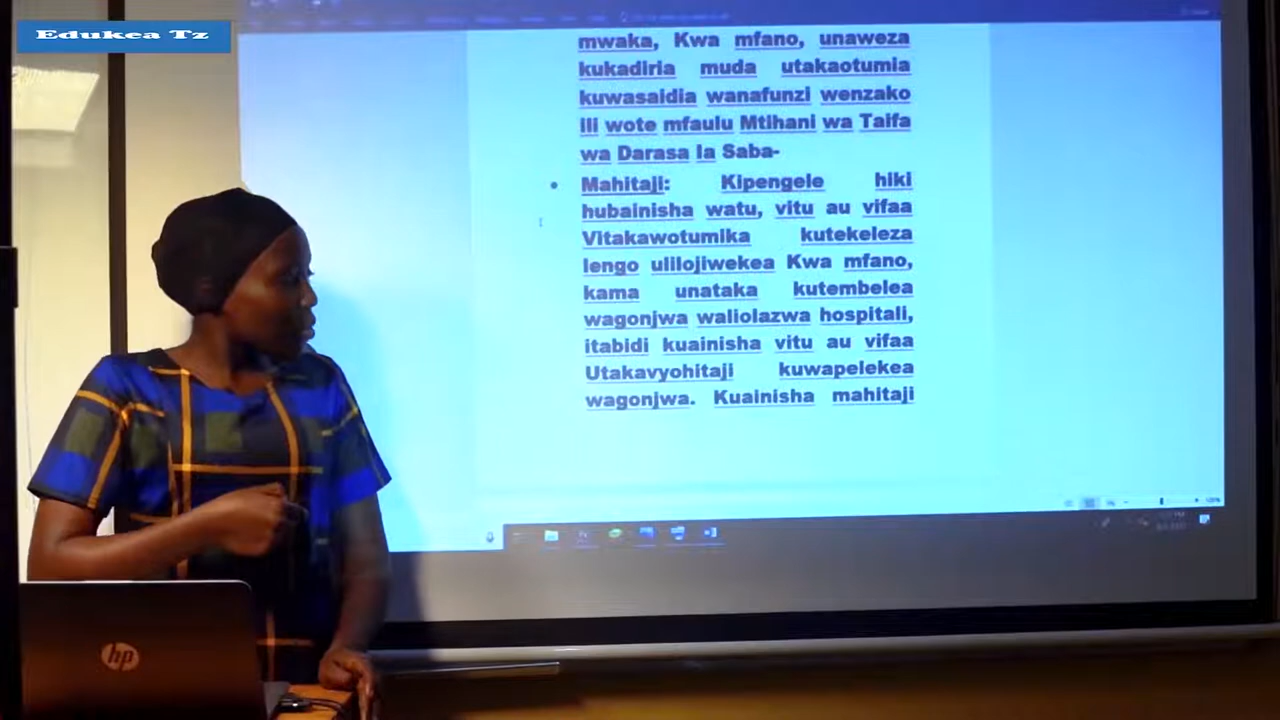 Edukea Tz
mwaka, Kwa mfano, unaweza
kukadiria muda utakaotumia
kuwasaidia wanafunzi wenzako
ili wote mfaulu Mtihani wa Taifa
wa Darasa la Saba-
• Mahitaji: Kipengele hiki
hubainisha watu, vitu au vifaa
Vitakawotumika kutekeleza
lengo ulilojiwekea Kwa mfano,
kama unataka kutembelea
wagonjwa waliolazwa hospitali,
itabidi kuainisha vitu au vifaa
Utakavyohitaji kuwapelekea
wagonjwa. Kuainisha mahitaji
hp